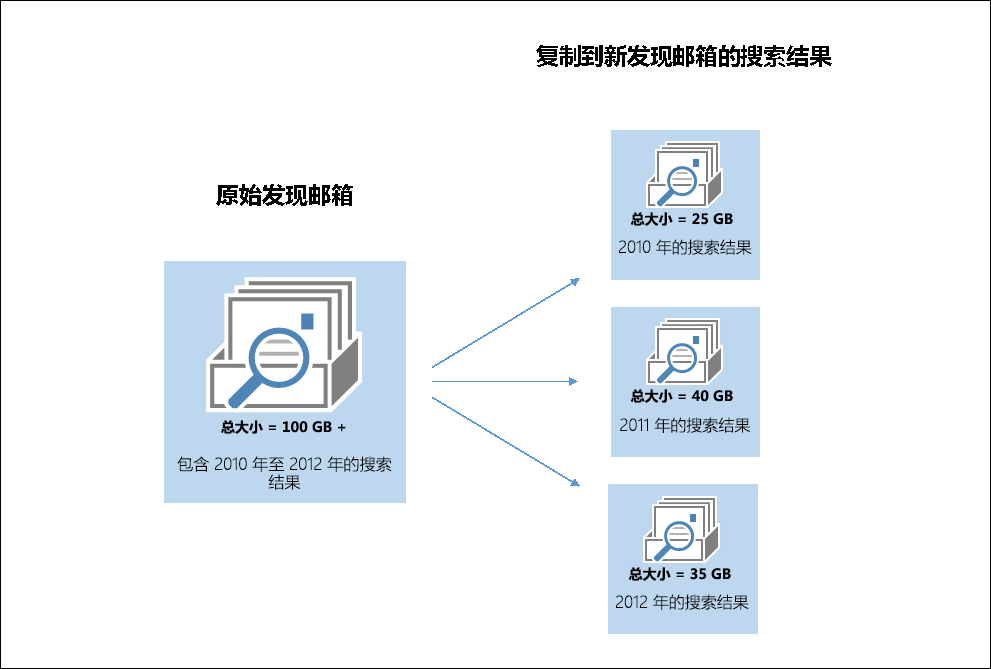 复制到新发现邮箱的搜索结果
原始发现邮箱
总大小 = 100 GB +
包含 2010 年至 2012 年的搜索
结果
总大小 = 25 GB
2010 年的搜索结果
总大小 = 40 GB
2011 年的搜索结果
总大小 = 35 GB
2012 年的搜索结果